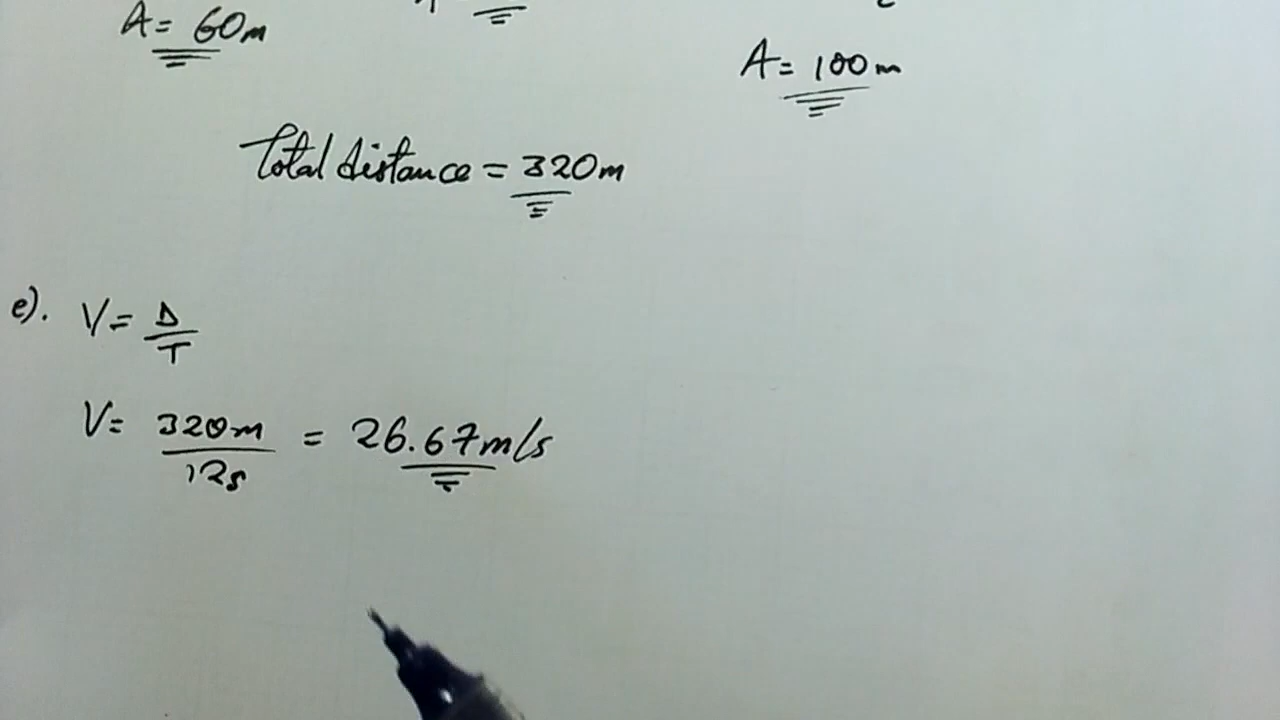 A = 60m
A = 100m
Total distance = 320m
e). V = D/T
V = 320m/12s = 26.67m/s